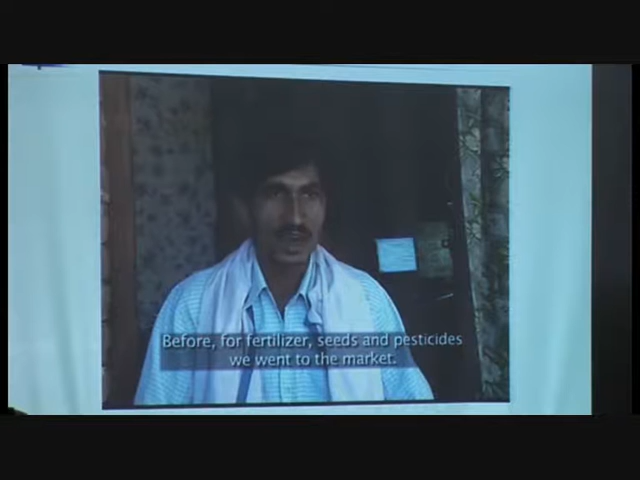 Before, for fertilizer, seeds and pesticides
we went to the market.